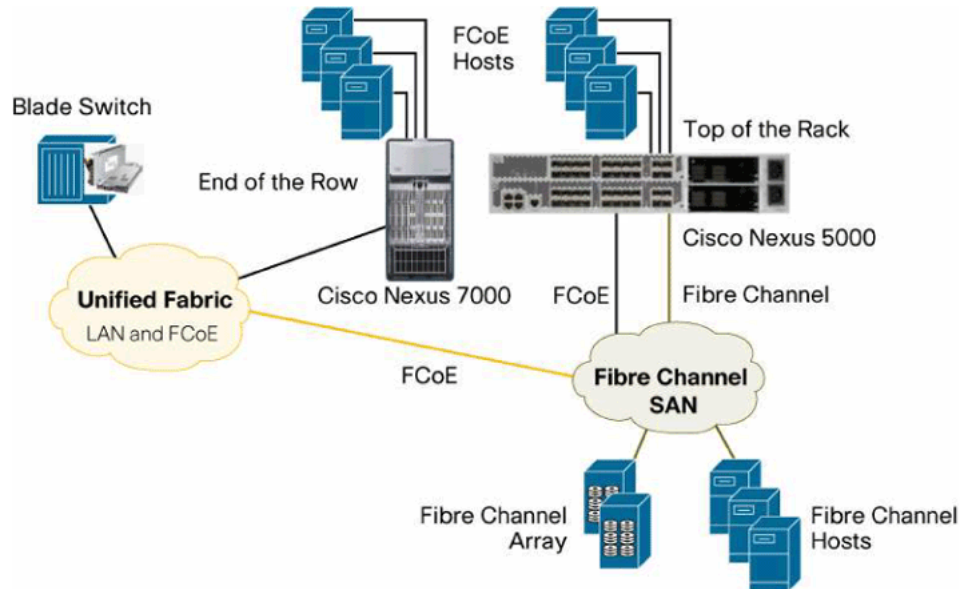 FCoE
Hosts
Blade Switch
Top of the Rack
End of the Row
Cisco Nexus 5000
Cisco Nexus 7000
FCoE
Fibre Channel
Unified Fabric
LAN and FCoE
FCoE
Fibre Channel
SAN
Fibre Channel
Array
Fibre Channel
Hosts